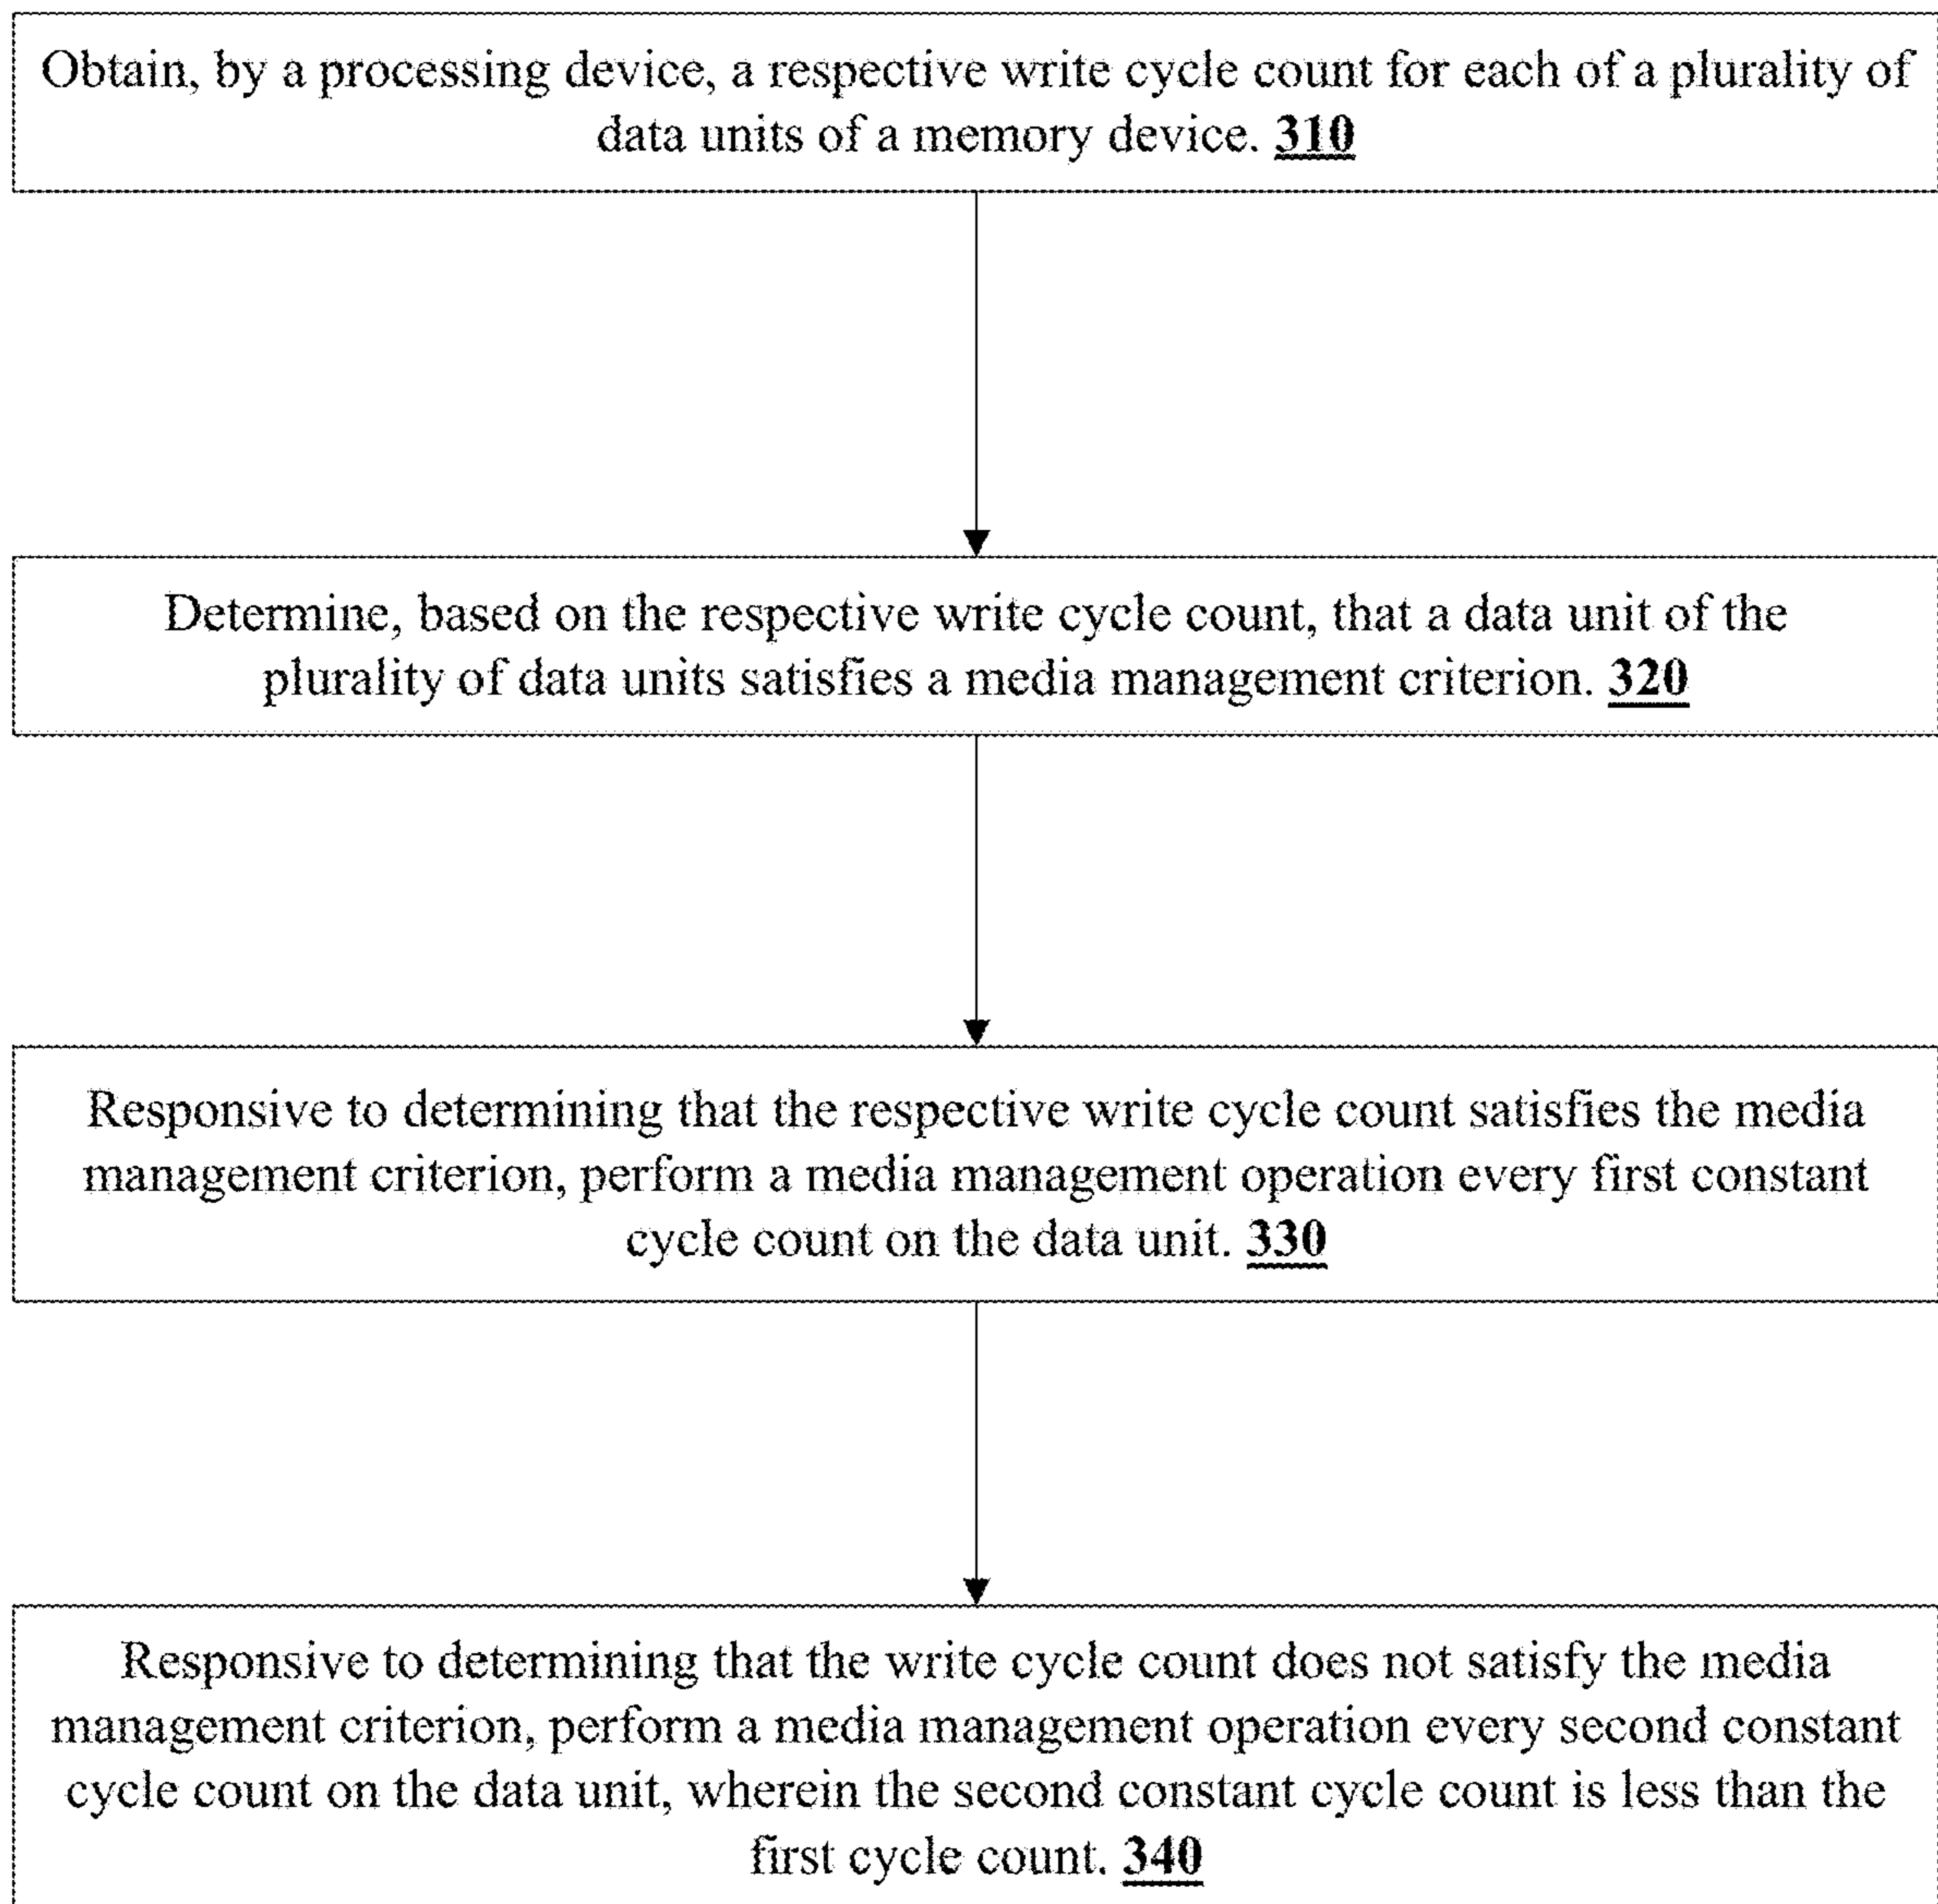 Obtain, by a processing device, a respective write cycle count for each of a plurality of
data units of a memory device. 310
Determine, based on the respective write cycle count, that a data unit of the
plurality of data units satisfies a media management criterion. 320
Responsive to determining that the respective write cycle count satisfies the media
management criterion, perform a media management operation every first constant
cycle count on the data unit. 330
Responsive to determining that the write cycle count does not satisfy the media
management criterion, perform a media management operation every second constant
cycle count on the data unit, wherein the second constant cycle count is less than the
first cycle count. 340